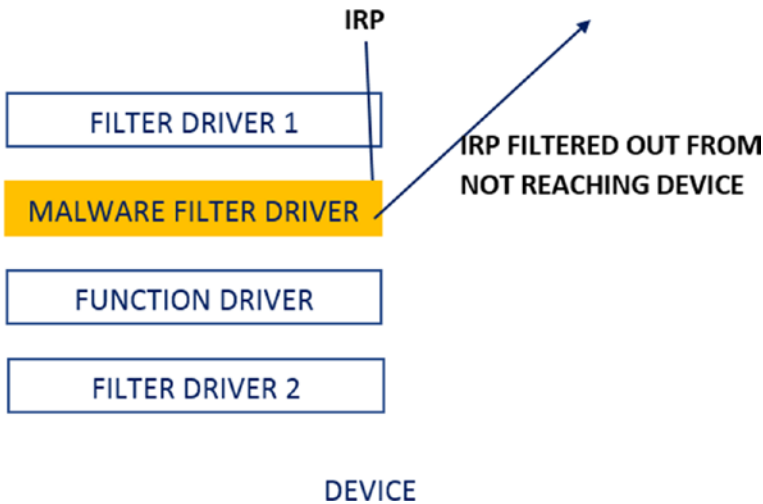 IRP
FILTER DRIVER 1
IRP FILTERED OUT FROM
NOT REACHING DEVICE
MALWARE FILTER DRIVER
FUNCTION DRIVER
FILTER DRIVER 2
DEVICE